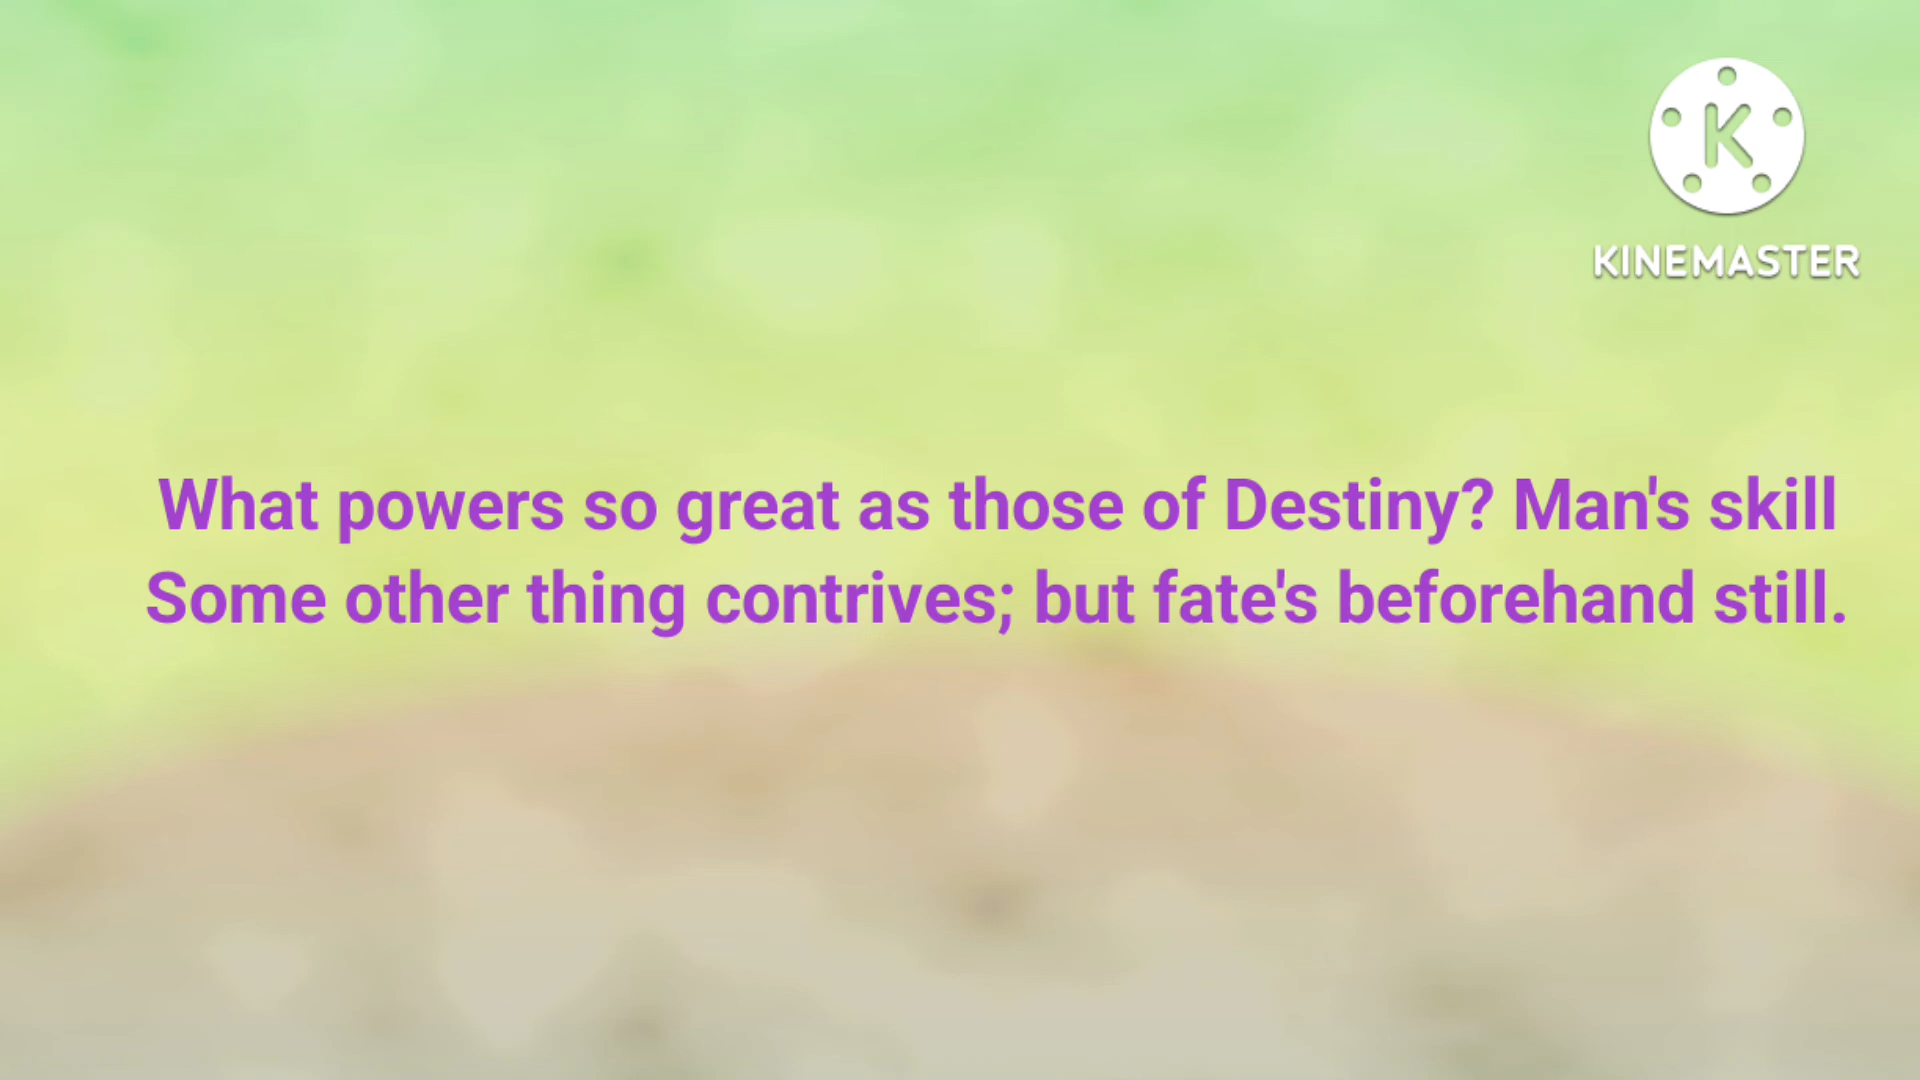 KINEMASTER
What powers so great as those of Destiny? Man's skill
Some other thing contrives; but fate's beforehand still.